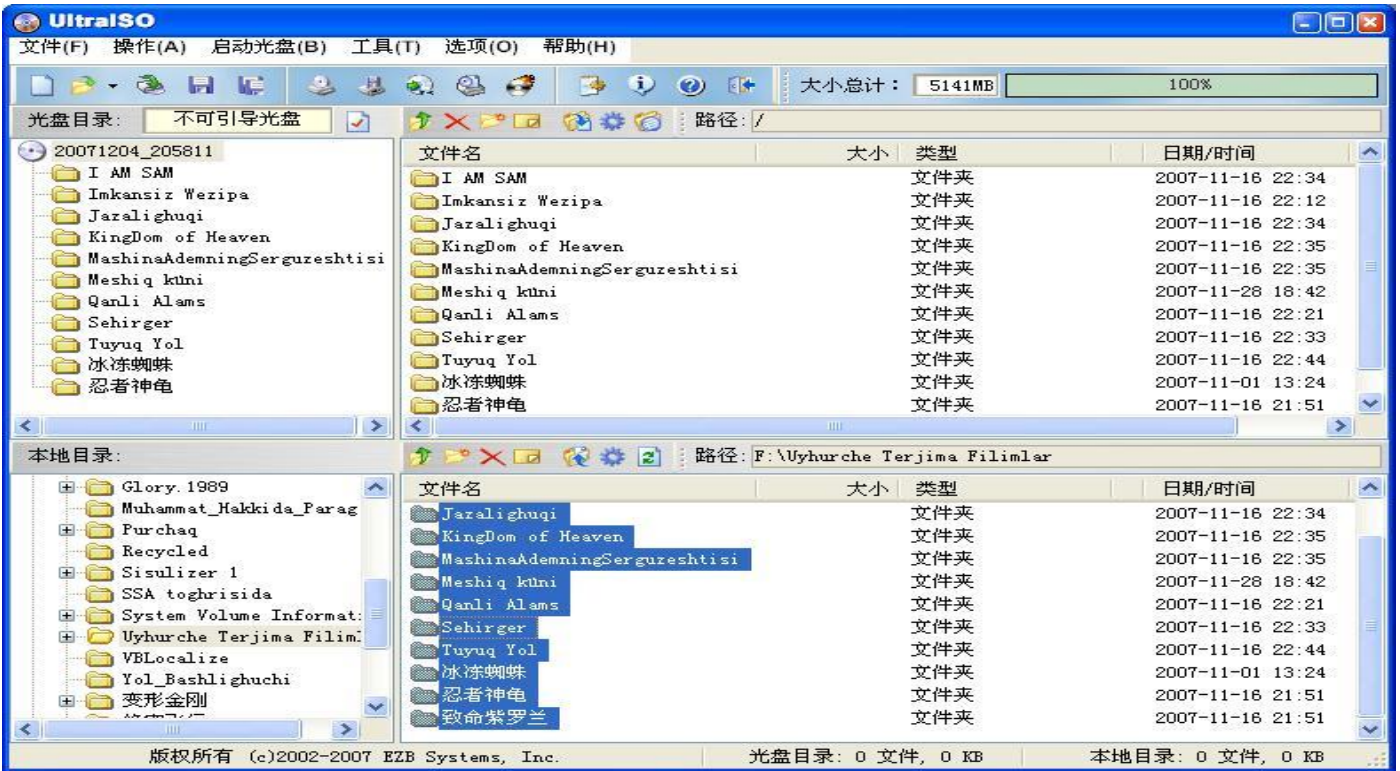 UltraISO
文件(F) 操作(A) 启动光盘(B) 工具(T) 选项(O) 帮助(H)
大小总计： 5141MB 100%
光盘目录: 不可引导光盘 路径: /
20071204_205811
I AM SAM
Imkansiz Wezipa
Jazalighuqi
KingDom of Heaven
MashinaAdemningSerguzeshtisi
Meshiq küni
Qanli Alams
Sehirger
Tuyuq Yol
冰冻蜘蛛
忍者神龟
文件名 大小 类型 日期/时间
I AM SAM 文件夹 2007-11-16 22:34
Imkansiz Wezipa 文件夹 2007-11-16 22:12
Jazalighuqi 文件夹 2007-11-16 22:34
KingDom of Heaven 文件夹 2007-11-16 22:35
MashinaAdemningSerguzeshtisi 文件夹 2007-11-16 22:35
Meshiq küni 文件夹 2007-11-28 18:42
Qanli Alams 文件夹 2007-11-16 22:21
Sehirger 文件夹 2007-11-16 22:33
Tuyuq Yol 文件夹 2007-11-16 22:44
冰冻蜘蛛 文件夹 2007-11-01 13:24
忍者神龟 文件夹 2007-11-16 21:51
本地目录: 路径: F:\Uyhurche Terjima Filimlar
Glory.1989
Muhammat_Hakkida_Parag
Purchaq
Recycled
Sisulizer 1
SSA toghrisida
System Volume Informat:
Uyhurche Terjima Filim
VBLocalize
Yol_Bashlighuchi
变形金刚
文件名 大小 类型 日期/时间
Jazalighuqi 文件夹 2007-11-16 22:34
KingDom of Heaven 文件夹 2007-11-16 22:35
MashinaAdemningSerguzeshtisi 文件夹 2007-11-16 22:35
Meshiq küni 文件夹 2007-11-28 18:42
Qanli Alams 文件夹 2007-11-16 22:21
Sehirger 文件夹 2007-11-16 22:33
Tuyuq Yol 文件夹 2007-11-16 22:44
冰冻蜘蛛 文件夹 2007-11-01 13:24
忍者神龟 文件夹 2007-11-16 21:51
致命紫罗兰 文件夹 2007-11-16 21:51
版权所有 (c)2002-2007 EZB Systems, Inc. 光盘目录: 0 文件, 0 KB 本地目录: 0 文件, 0 KB